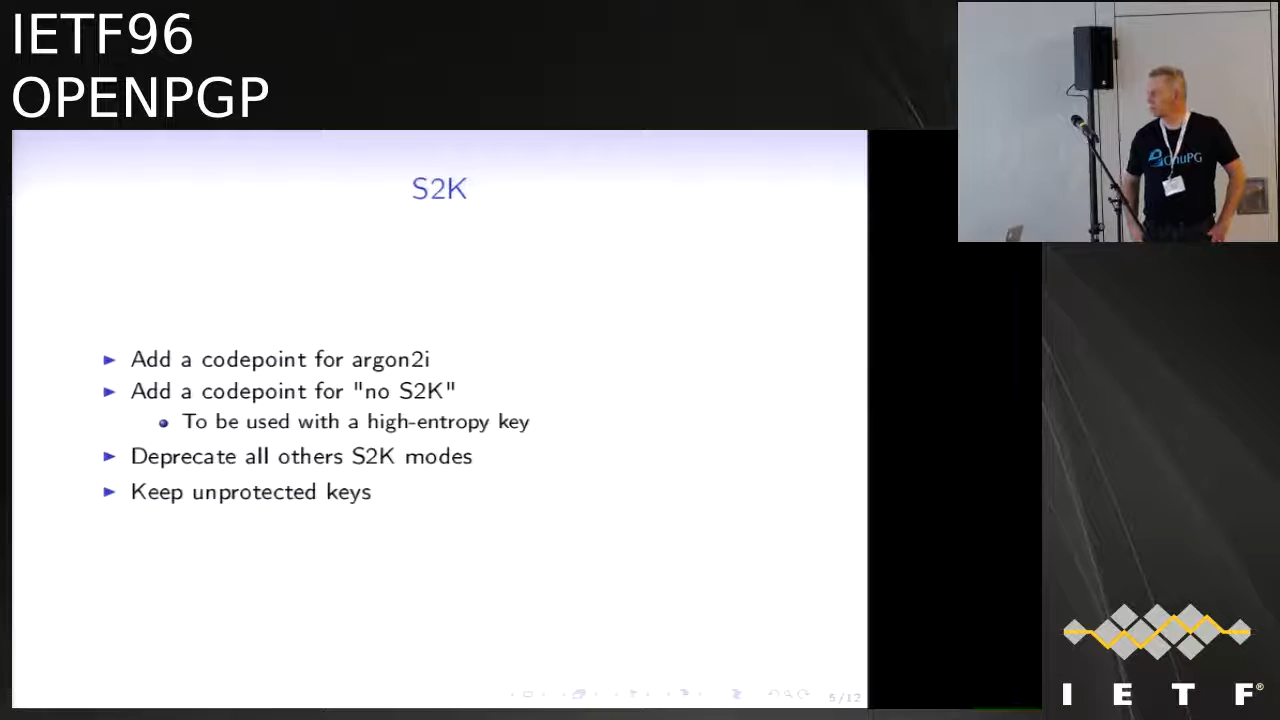 IETF96
OPENPGP
GnuPG
S2K
Add a codepoint for argon2i
Add a codepoint for "no S2K"
To be used with a high-entropy key
Deprecate all others S2K modes
Keep unprotected keys
5/12
I E T F®